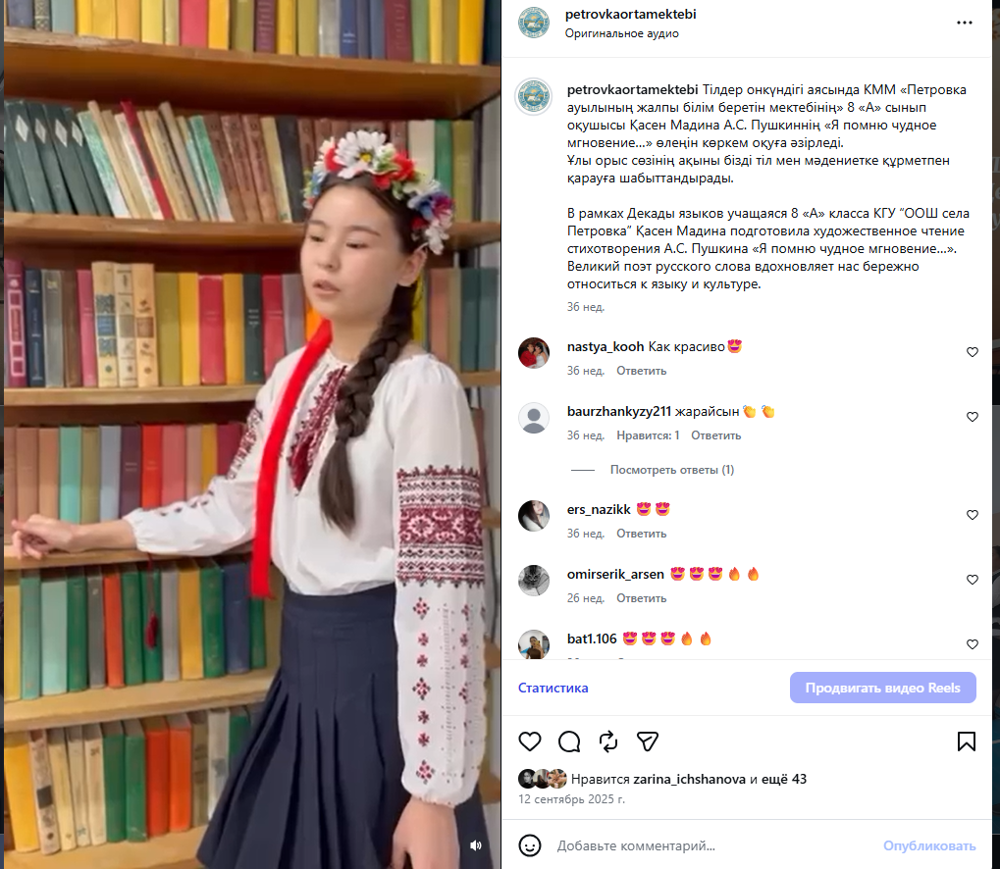 petrovkaortamektebi
Оригинальное аудио
petrovkaortamektebi Тілдер онкүндігі аясында КММ «Петровка
ауылының жалпы білім беретін мектебінің» 8 «А» сынып
оқушысы Қасен Мадина А.С. Пушкиннің «Я помню чудное
мгновение...» өлеңін көркем оқуға әзірледі.
Ұлы орыс сөзінің ақыны бізді тіл мен мәдениетке құрметпен
қарауға шабыттандырады.
В рамках Декады языков учащаяся 8 «А» класса КГУ “ООШ села
Петровка” Қасен Мадина подготовила художественное чтение
стихотворения А.С. Пушкина «Я помню чудное мгновение...».
Великий поэт русского слова вдохновляет нас бережно
относиться к языку и культуре.
36 нед.
nastya_kooh Как красиво😍
36 нед. Ответить
baurzhankyzy211 жарайсын👏👏
36 нед. Нравится: 1 Ответить
Посмотреть ответы (1)
ers_nazikk 😍😍
36 нед. Ответить
omirserik_arsen 😍😍😍🔥🔥
26 нед. Ответить
bat1.106 😍😍😍🔥🔥
Статистика
Продвигать видео Reels
Нравится zarina_ichshanova и ещё 43
12 сентябрь 2025 г.
Добавьте комментарий...
Опубликовать